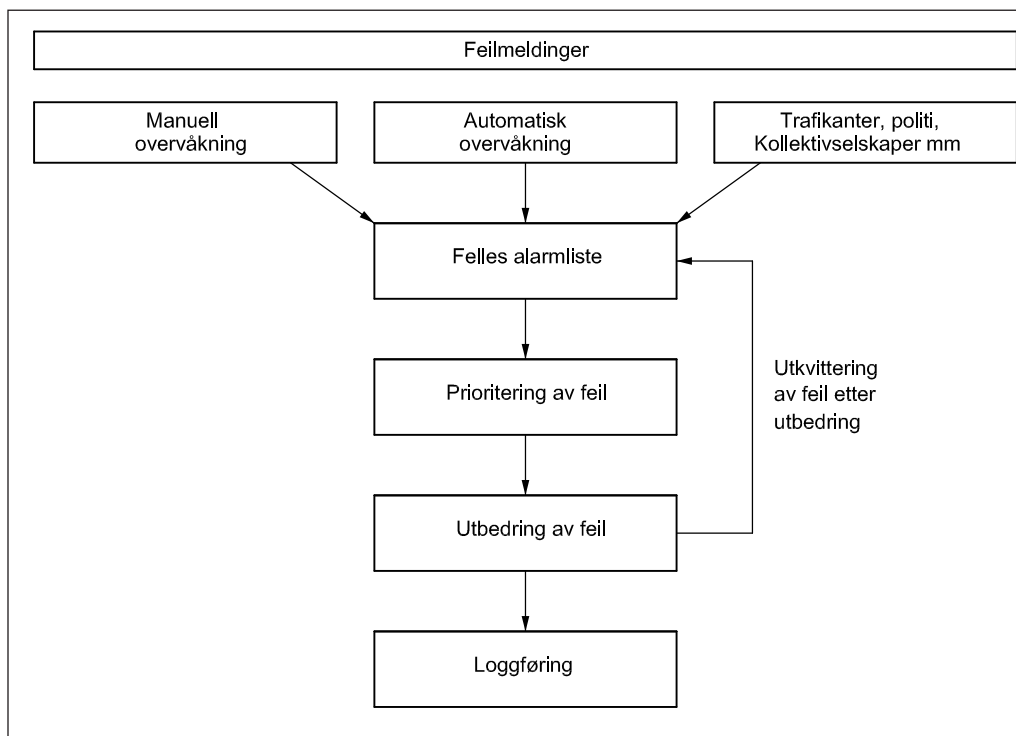 Feilmeldinger
Manuell
overvåkning
Automatisk
overvåkning
Trafikanter, politi,
Kollektivselskaper mm
Felles alarmliste
Prioritering av feil
Utkvittering
av feil etter
utbedring
Utbedring av feil
Loggføring